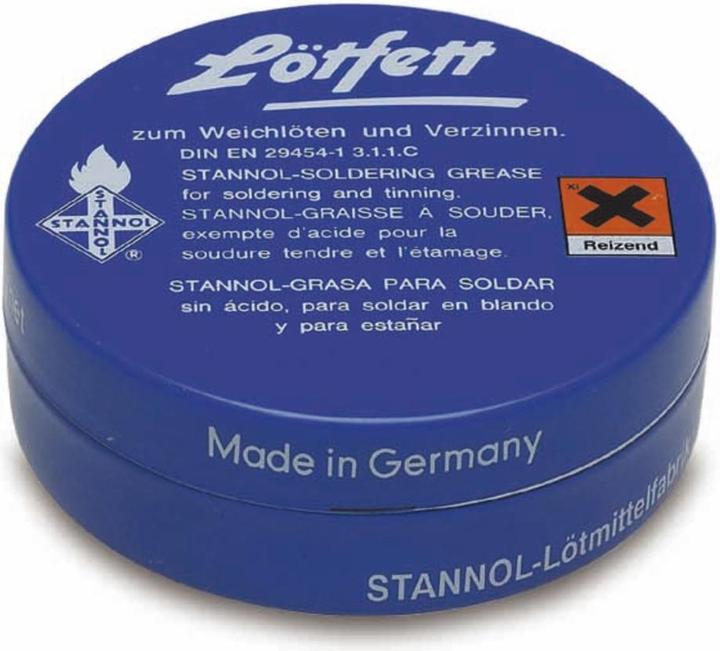 Lötfett
zum Weichlöten und Verzinnen.
DIN EN 29454-1 3.1.1.C
STANNOL-SOLDERING GREASE
for soldering and tinning.
STANNOL-GRAISSE À SOUDER,
exempte d'acide pour la
soudure tendre et l'étamage.
STANNOL-GRASA PARA SOLDAR
sin ácido, para soldar en blando
y para estañar
STANNOL
STANNOL
®
Xi
Reizend
Made in Germany
STANNOL-Lötmittelfabrik